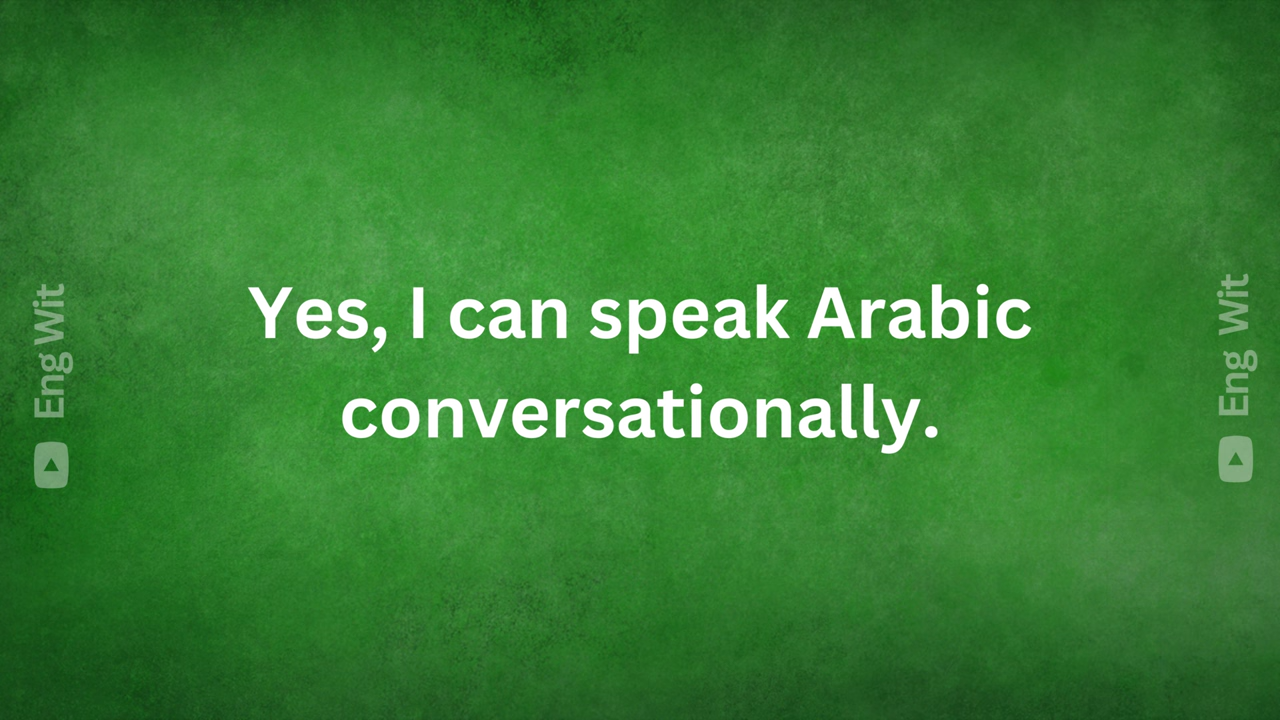 Yes, I can speak Arabic
conversationally.
Eng Wit
Eng Wit